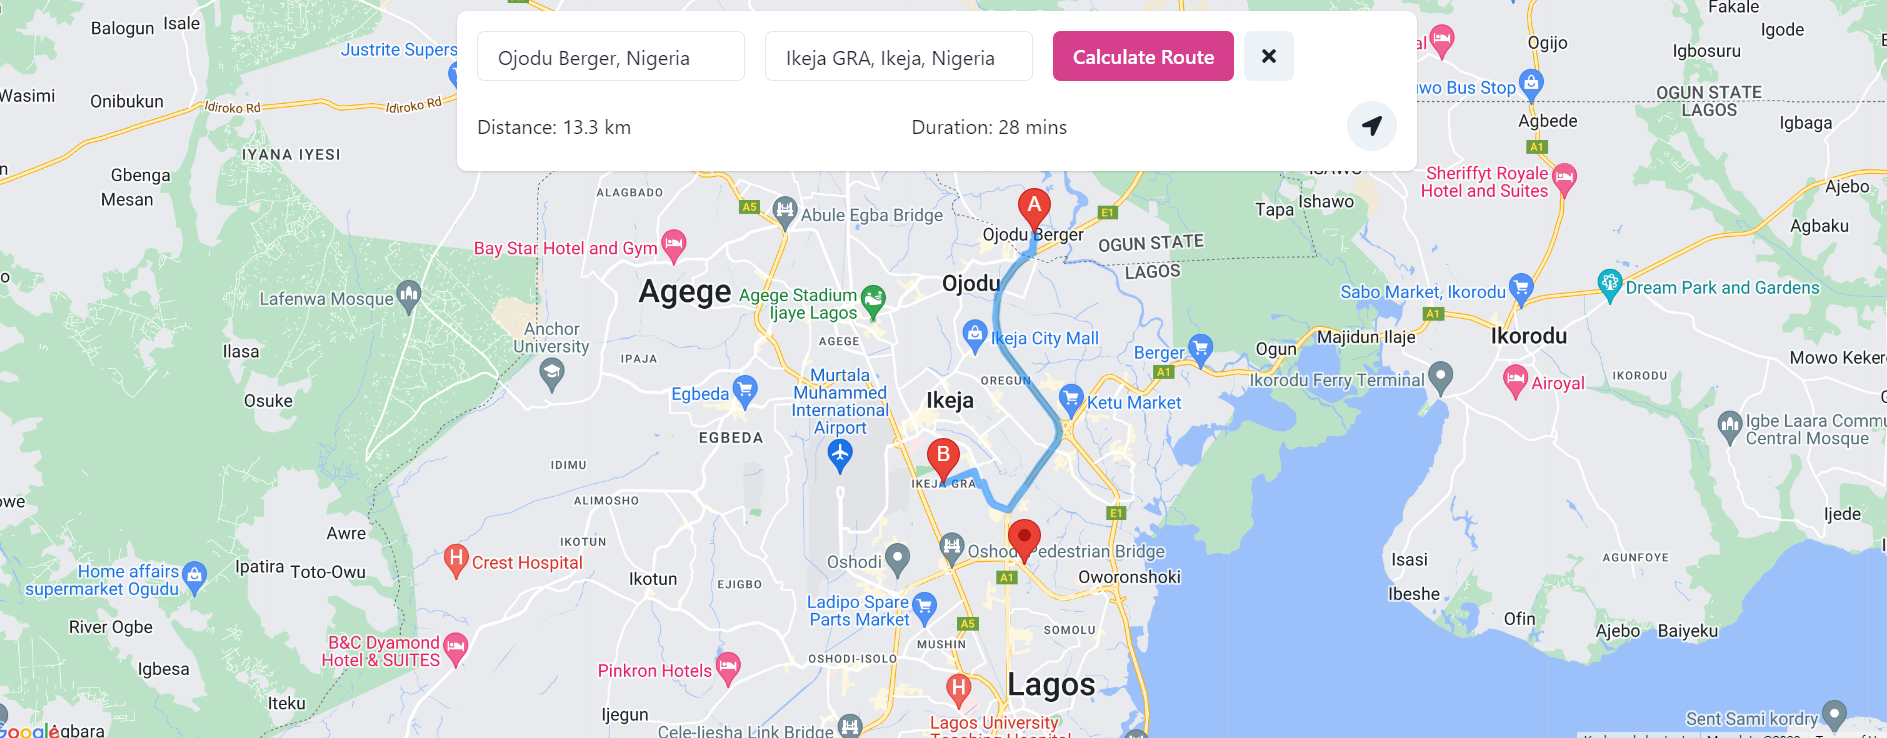 Balogun
Isale
Justrite Supers
Wasimi
Onibukun
Idiroko Rd
Idiroko Rd
IYANA IYESI
Gbenga
Mesan
Ojodu Berger, Nigeria
Ikeja GRA, Ikeja, Nigeria
Calculate Route
Distance: 13.3 km
Duration: 28 mins
Fakale
Igode
Ogijo
Igbosuru
wo Bus Stop
OGUN STATE
LAGOS
Agbede
Igbaga
A1
Sheriffyt Royale
Hotel and Suites
Ajebo
Tapa
Ishawo
Agbaku
ALAGBADO
A5
Abule Egba Bridge
A
E1
Ojodu Berger
OGUN STATE
LAGOS
Bay Star Hotel and Gym
Lafenwa Mosque
Agege
Agege Stadium
Ijaye Lagos
Ojodu
Sabo Market, Ikorodu
Dream Park and Gardens
A1
Anchor
University
AGEGE
Ikeja City Mall
Berger
Ogun
Majidun Ilaje
Ikorodu
Ilasa
IPAJA
Mowo Keker
A1
Murtala
Muhammed
International
Airport
OREGUN
Ikorodu Ferry Terminal
Airoyal
IKORODU
Osuke
Egbeda
Ikeja
Ketu Market
Igbe Laara Commu
Central Mosque
EGBEDA
B
IDIMU
IKEJA GRA
ALIMOSHO
E1
owe
Ijede
Awre
IKOTUN
Oshodi
Oshodi Pedestrian Bridge
Crest Hospital
H
Isasi
AGUNFOYE
Home affairs
supermarket Ogudu
Ipatira
Toto-Owu
Ikotun
EJIGBO
A1
Oworonshoki
Ibeshe
Ladipo Spare
Parts Market
River Ogbe
A5
SOMOLU
Ofin
Ajebo
Baiyeku
B&C Dyamond
Hotel & SUITES
MUSHIN
Igbesa
Pinkron Hotels
OSHODI-ISOLO
H
Lagos
Iteku
Ijegun
Lagos University
Cele-Ijesha Link Bridge
Sent Sami kordry
Google